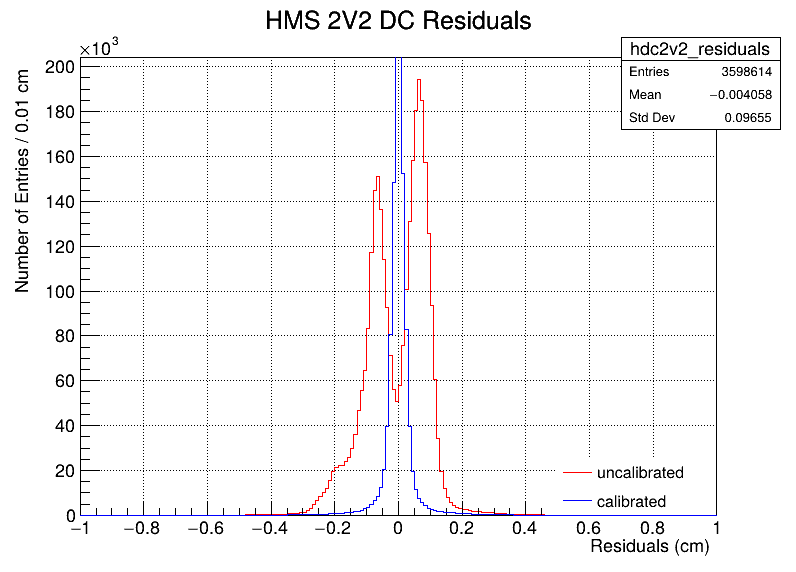 HMS 2V2 DC Residuals
×10³
hdc2v2_residuals
Entries 3598614
Mean −0.004058
Std Dev 0.09655
Number of Entries / 0.01 cm
200
180
160
140
120
100
80
60
40
20
0
uncalibrated
calibrated
−1 −0.8 −0.6 −0.4 −0.2 0 0.2 0.4 0.6 0.8 1
Residuals (cm)